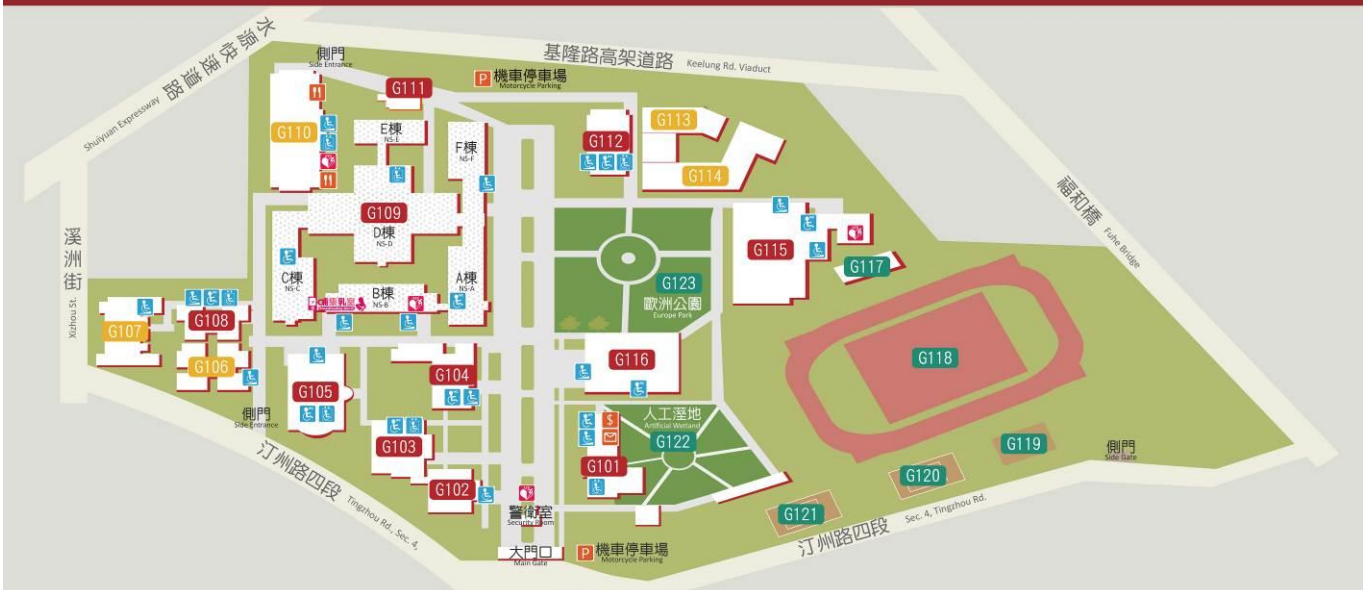 水源快速道路
Shuiyuan Expressway
側門
Side Entrance
基隆路高架道路 Keelung Rd. Viaduct
P 機車停車場
Motorcycle Parking
G111
G110
E棟
NS-E
F棟
NS-F
G112
G113
G114
福和橋
Fuhe Bridge
G109
D棟
NS-D
溪洲街
Xizhou St.
C棟
NS-C
A棟
NS-A
B棟
NS-B
哺集乳室
G115
G117
G123
歐洲公園
Europe Park
G107
G108
G106
G105
G104
G116
G118
側門
Side Entrance
G103
G102
人工溼地
Artificial Wetland
G122
$
G101
G119
側門
Side Gate
G120
G121
汀州路四段 Tingzhou Rd., Sec. 4,
警衛室
Security Room
大門口
Main Gate
P 機車停車場
Motorcycle Parking
汀州路四段 Sec. 4, Tingzhou Rd.